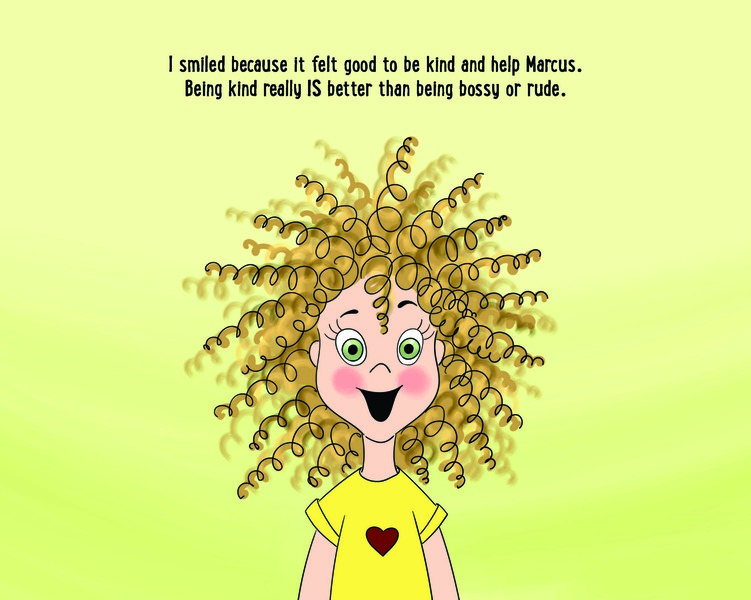 I smiled because it felt good to be kind and help Marcus.
Being kind really IS better than being bossy or rude.